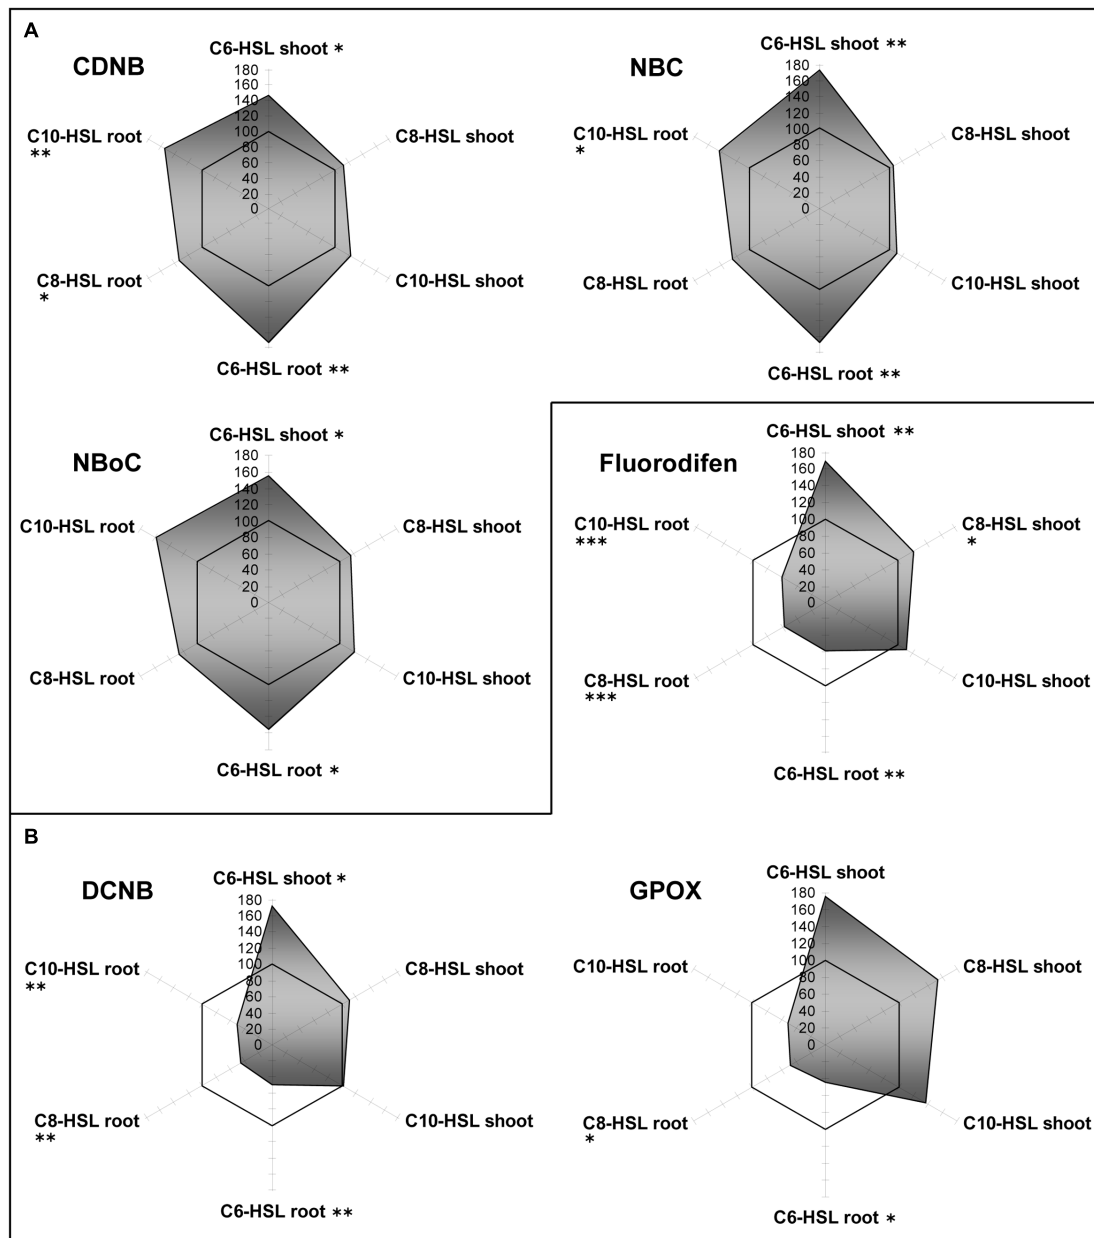 A
CDNB
C6-HSL shoot *
180
160
140
120
100
80
60
40
20
0
C8-HSL shoot
C10-HSL shoot
C6-HSL root **
C8-HSL root
*
C10-HSL root
**
NBC
C6-HSL shoot **
180
160
140
120
100
80
60
40
20
0
C8-HSL shoot
C10-HSL shoot
C6-HSL root **
C8-HSL root
C10-HSL root
*
NBoC
C6-HSL shoot *
180
160
140
120
100
80
60
40
20
0
C8-HSL shoot
C10-HSL shoot
C6-HSL root *
C8-HSL root
C10-HSL root
Fluorodifen
C6-HSL shoot **
180
160
140
120
100
80
60
40
20
0
C8-HSL shoot
*
C10-HSL shoot
C6-HSL root **
C8-HSL root
***
C10-HSL root
***
B
DCNB
C6-HSL shoot *
180
160
140
120
100
80
60
40
20
0
C8-HSL shoot
C10-HSL shoot
C6-HSL root **
C8-HSL root
**
C10-HSL root
**
GPOX
C6-HSL shoot
180
160
140
120
100
80
60
40
20
0
C8-HSL shoot
C10-HSL shoot
C6-HSL root *
C8-HSL root
*
C10-HSL root